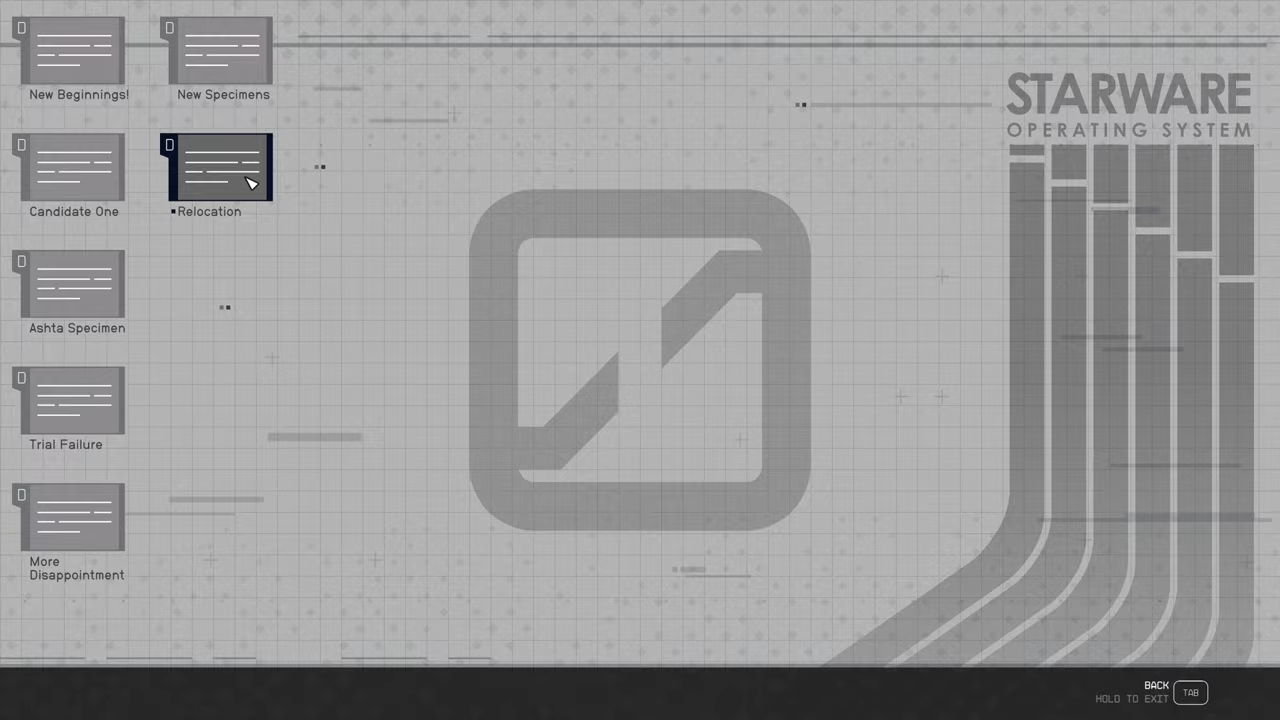 New Beginnings!
New Specimens
Candidate One
Relocation
Ashta Specimen
Trial Failure
More
Disappointment
STARWARE
OPERATING SYSTEM
BACK
HOLD TO EXIT
TAB